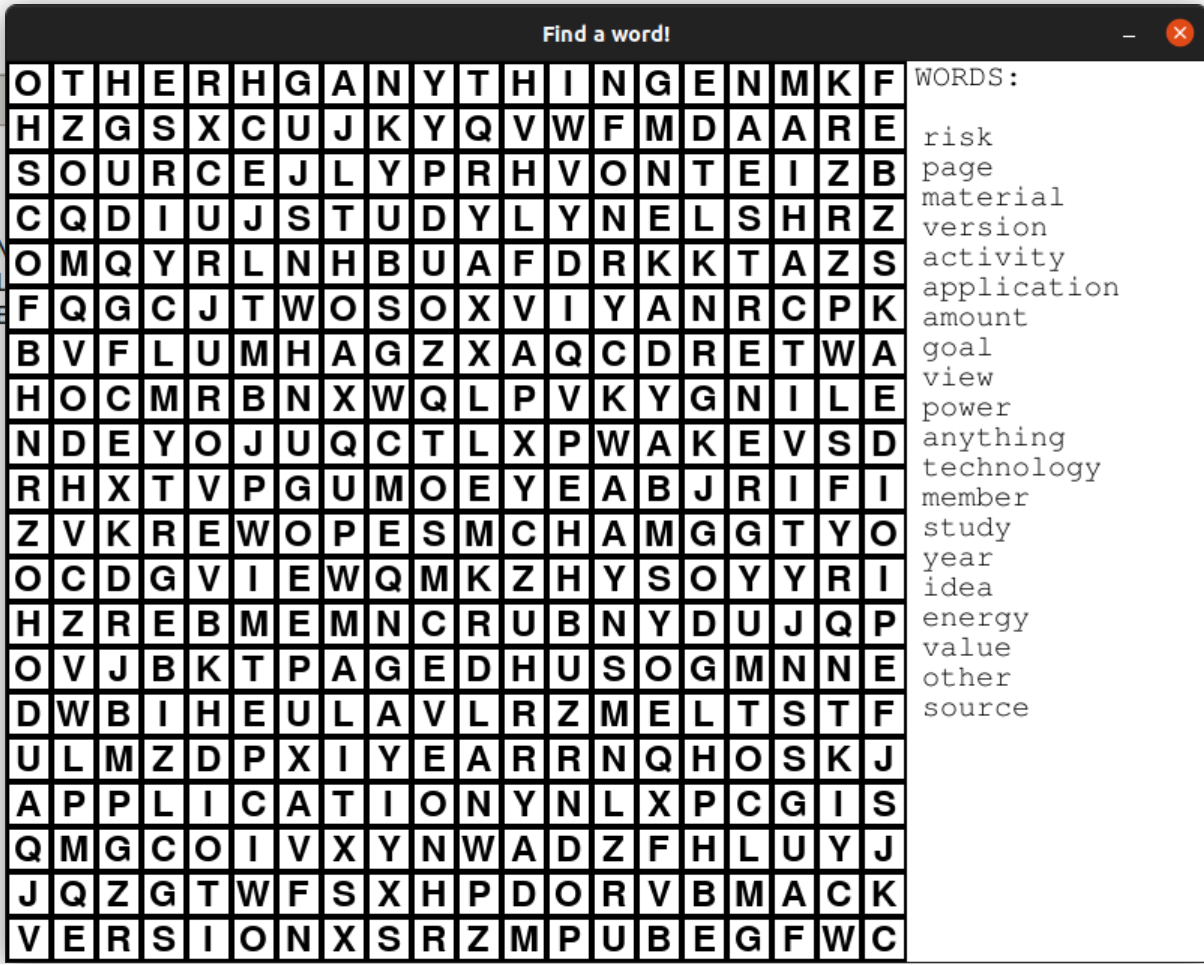 Find a word!
O T H E R H G A N Y T H I N G E N M K F
H Z G S X C U J K Y Q V W F M D A A R E
S O U R C E J L Y P R H V O N T E I Z B
C Q D I U J S T U D Y L Y N E L S H R Z
O M Q Y R L N H B U A F D R K K T A Z S
F Q G C J T W O S O X V I Y A N R C P K
B V F L U M H A G Z X A Q C D R E T W A
H O C M R B N X W Q L P V K Y G N I L E
N D E Y O J U Q C T L X P W A K E V S D
R H X T V P G U M O E Y E A B J R I F I
Z V K R E W O P E S M C H A M G G T Y O
O C D G V I E W Q M K Z H Y S O Y Y R I
H Z R E B M E M N C R U B N Y D U J Q P
O V J B K T P A G E D H U S O G M N N E
D W B I H E U L A V L R Z M E L T S T F
U L M Z D P X I Y E A R R N Q H O S K J
A P P L I C A T I O N Y N L X P C G I S
Q M G C O I V X Y N W A D Z F H L U Y J
J Q Z G T W F S X H P D O R V B M A C K
V E R S I O N X S R Z M P U B E G F W C
WORDS:
risk
page
material
version
activity
application
amount
goal
view
power
anything
technology
member
study
year
idea
energy
value
other
source